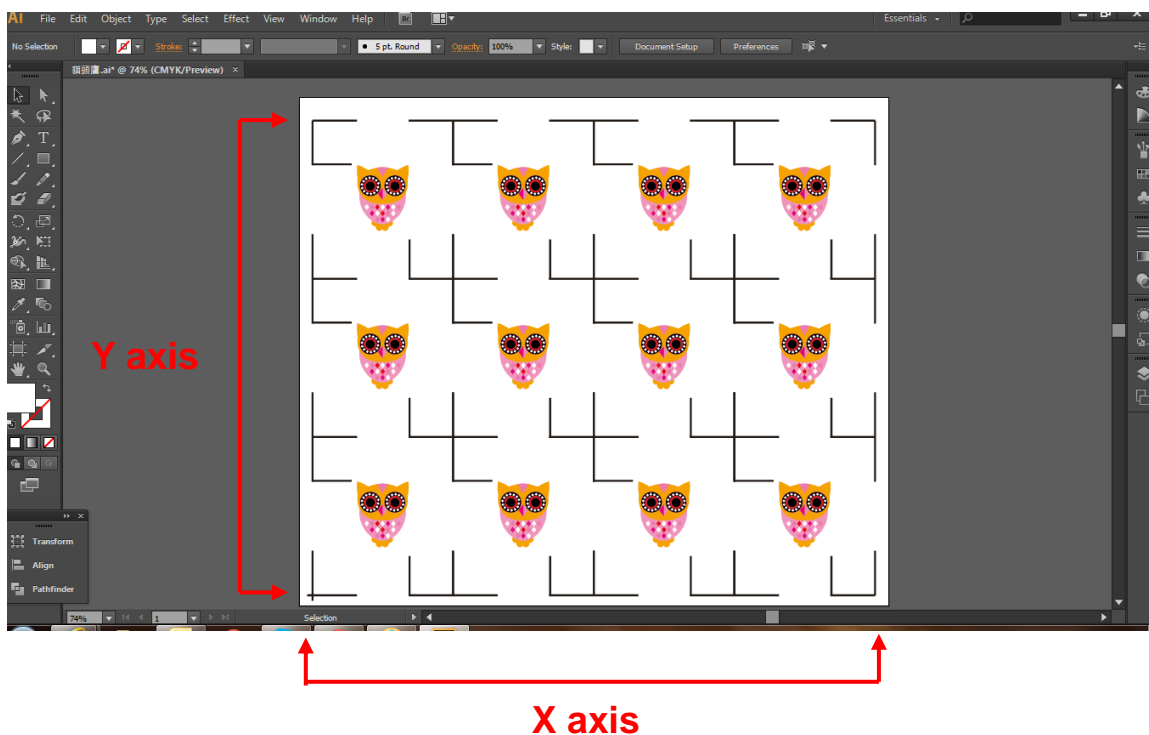 Ai File Edit Object Type Select Effect View Window Help Br Essentials
No Selection Stroke: 5 pt. Round Opacity: 100% Style: Document Setup Preferences
.ai* @ 74% (CMYK/Preview) ×
Y axis
Transform
Align
Pathfinder
74% 1 Selection
X axis